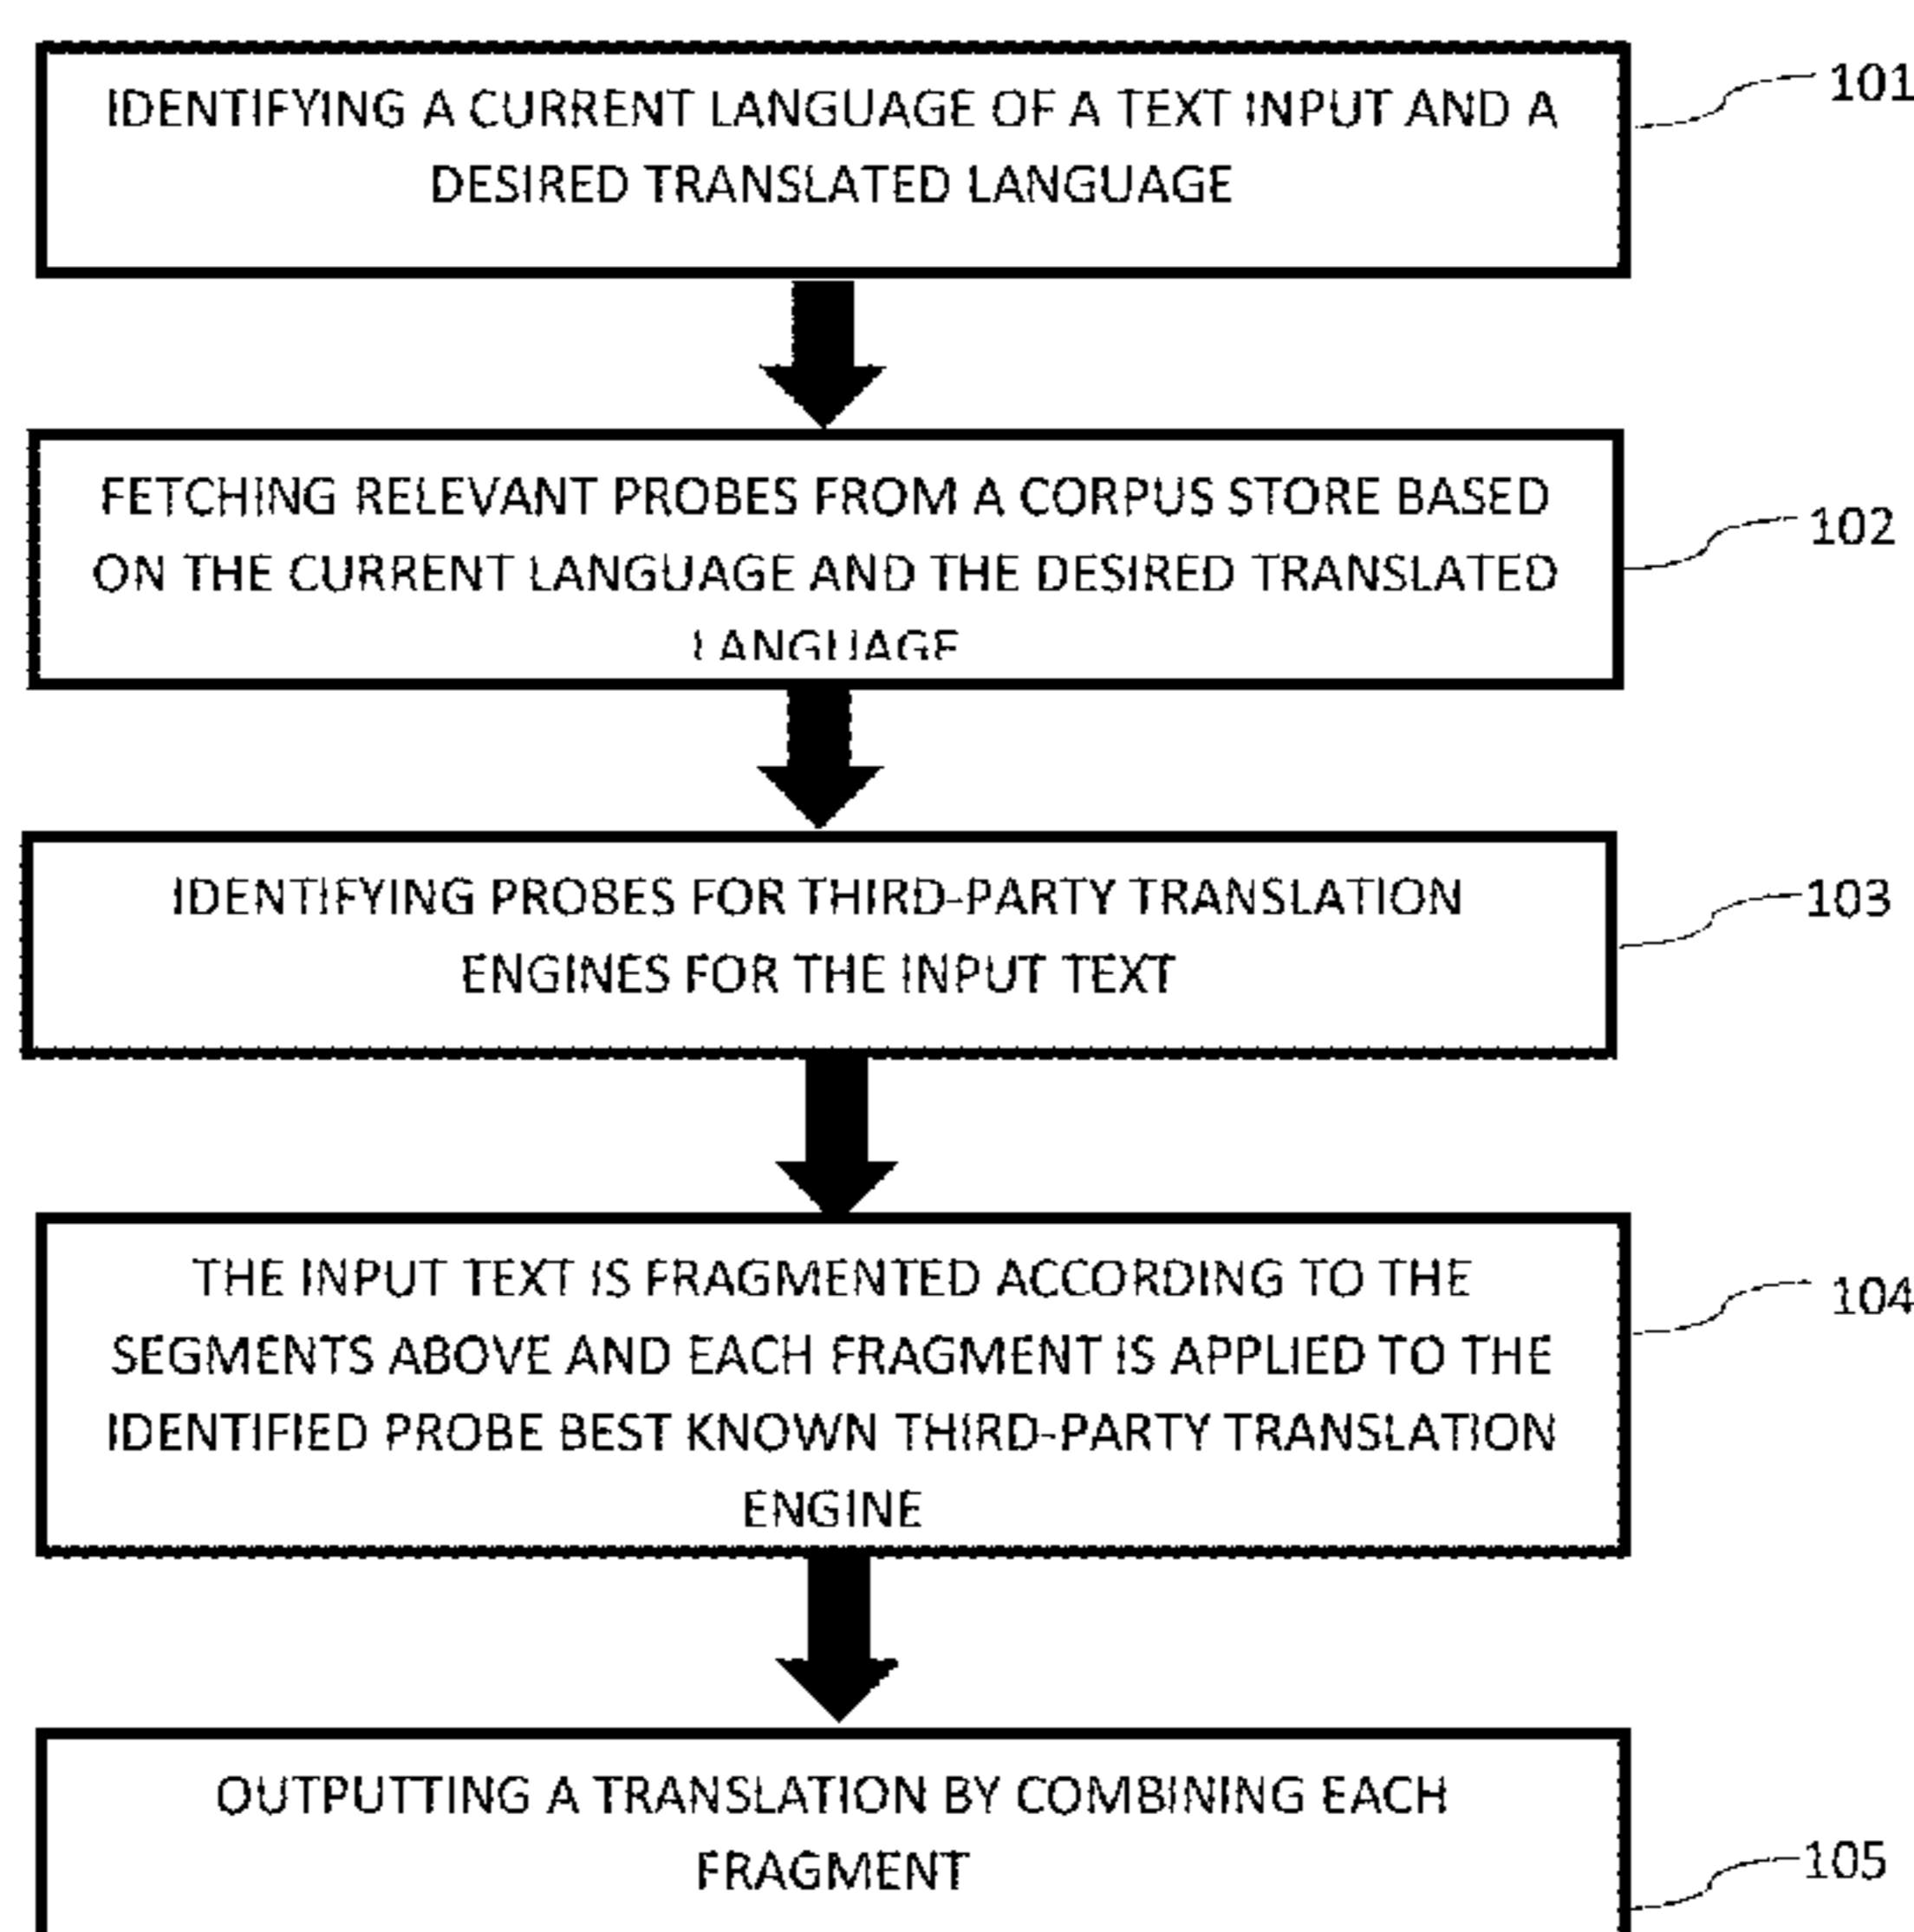 IDENTIFYING A CURRENT LANGUAGE OF A TEXT INPUT AND A
DESIRED TRANSLATED LANGUAGE
101
FETCHING RELEVANT PROBES FROM A CORPUS STORE BASED
ON THE CURRENT LANGUAGE AND THE DESIRED TRANSLATED
LANGUAGE
102
IDENTIFYING PROBES FOR THIRD-PARTY TRANSLATION
ENGINES FOR THE INPUT TEXT
103
THE INPUT TEXT IS FRAGMENTED ACCORDING TO THE
SEGMENTS ABOVE AND EACH FRAGMENT IS APPLIED TO THE
IDENTIFIED PROBE BEST KNOWN THIRD-PARTY TRANSLATION
ENGINE
104
OUTPUTTING A TRANSLATION BY COMBINING EACH
FRAGMENT
105